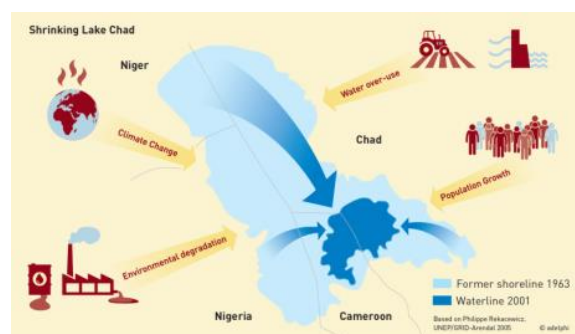 Shrinking Lake Chad
Niger
Water over-use
Climate Change
Chad
Population Growth
Environmental degradation
Nigeria
Cameroon
Former shoreline 1963
Waterline 2001
Based on Philippe Rekacewicz,
UNEP/GRID-Arendal 2005
© adelphi